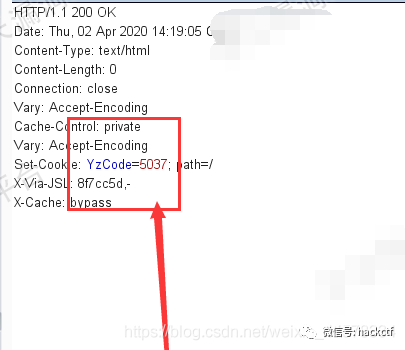 HTTP/1.1 200 OK
Date: Thu, 02 Apr 2020 14:19:05
Content-Type: text/html
Content-Length: 0
Connection: close
Vary: Accept-Encoding
Cache-Control: private
Vary: Accept-Encoding
Set-Cookie: YzCode=5037; path=/
X-Via-JSL: 8f7cc5d,-
X-Cache: bypass
微信号: hackctf
https://blog.csdn.net/weix